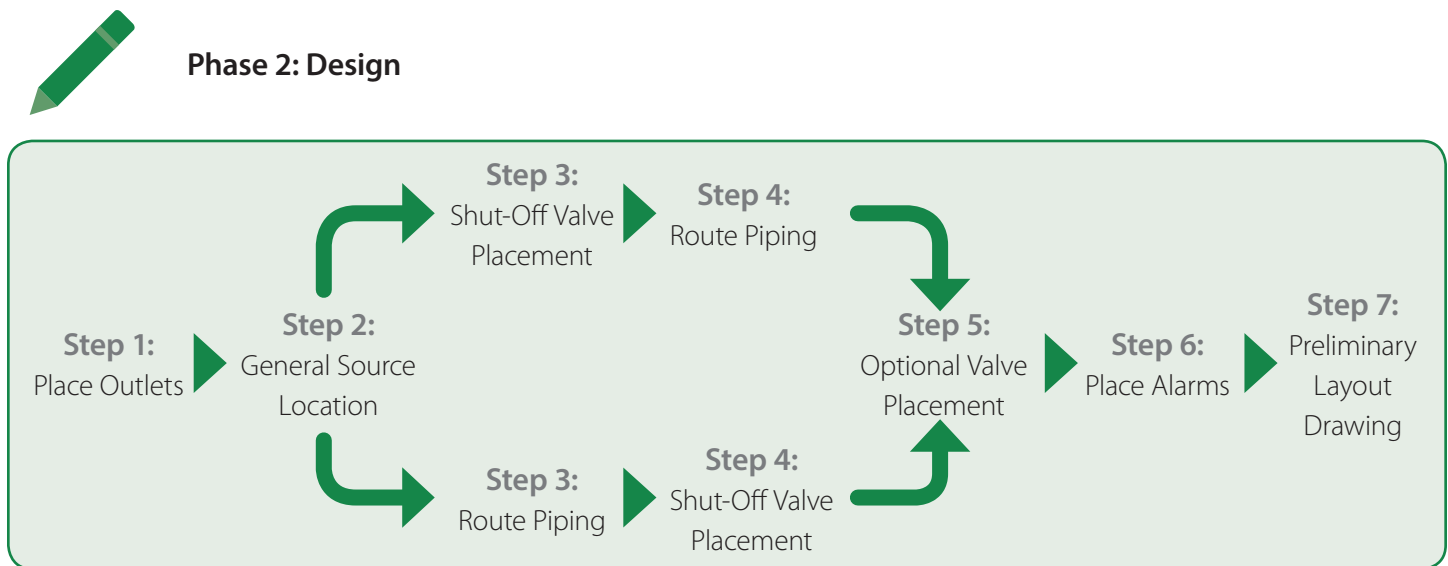 Phase 2: Design
Step 1:
Place Outlets
Step 2:
General Source
Location
Step 3:
Shut-Off Valve
Placement
Step 4:
Route Piping
Step 3:
Route Piping
Step 4:
Shut-Off Valve
Placement
Step 5:
Optional Valve
Placement
Step 6:
Place Alarms
Step 7:
Preliminary
Layout
Drawing